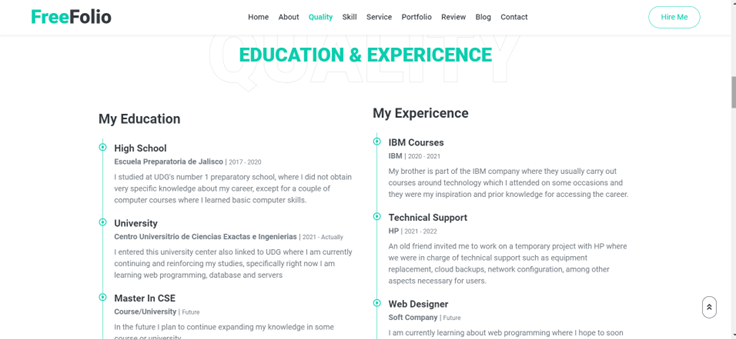 FreeFolio
Home About Quality Skill Service Portfolio Review Blog Contact
Hire Me
QUALITY
EDUCATION & EXPERICENCE
My Education
High School
Escuela Preparatoria de Jalisco | 2017 - 2020
I studied at UDG's number 1 preparatory school, where I did not obtain
very specific knowledge about my career, except for a couple of
computer courses where I learned basic computer skills.
University
Centro Universitrio de Ciencias Exactas e Ingenierias | 2021 - Actually
I entered this university center also linked to UDG where I am currently
continuing and reinforcing my studies, specifically right now I am
learning web programming, database and servers
Master In CSE
Course/University | Future
In the future I plan to continue expanding my knowledge in some
course or university
My Expericence
IBM Courses
IBM | 2020 - 2021
My brother is part of the IBM company where they usually carry out
courses around technology which I attended on some occasions and
they were my inspiration and prior knowledge for accessing the career.
Technical Support
HP | 2021 - 2022
An old friend invited me to work on a temporary project with HP where
we were in charge of technical support such as equipment
replacement, cloud backups, network configuration, among other
aspects necessary for users.
Web Designer
Soft Company | Future
I am currently learning about web programming where I hope to soon